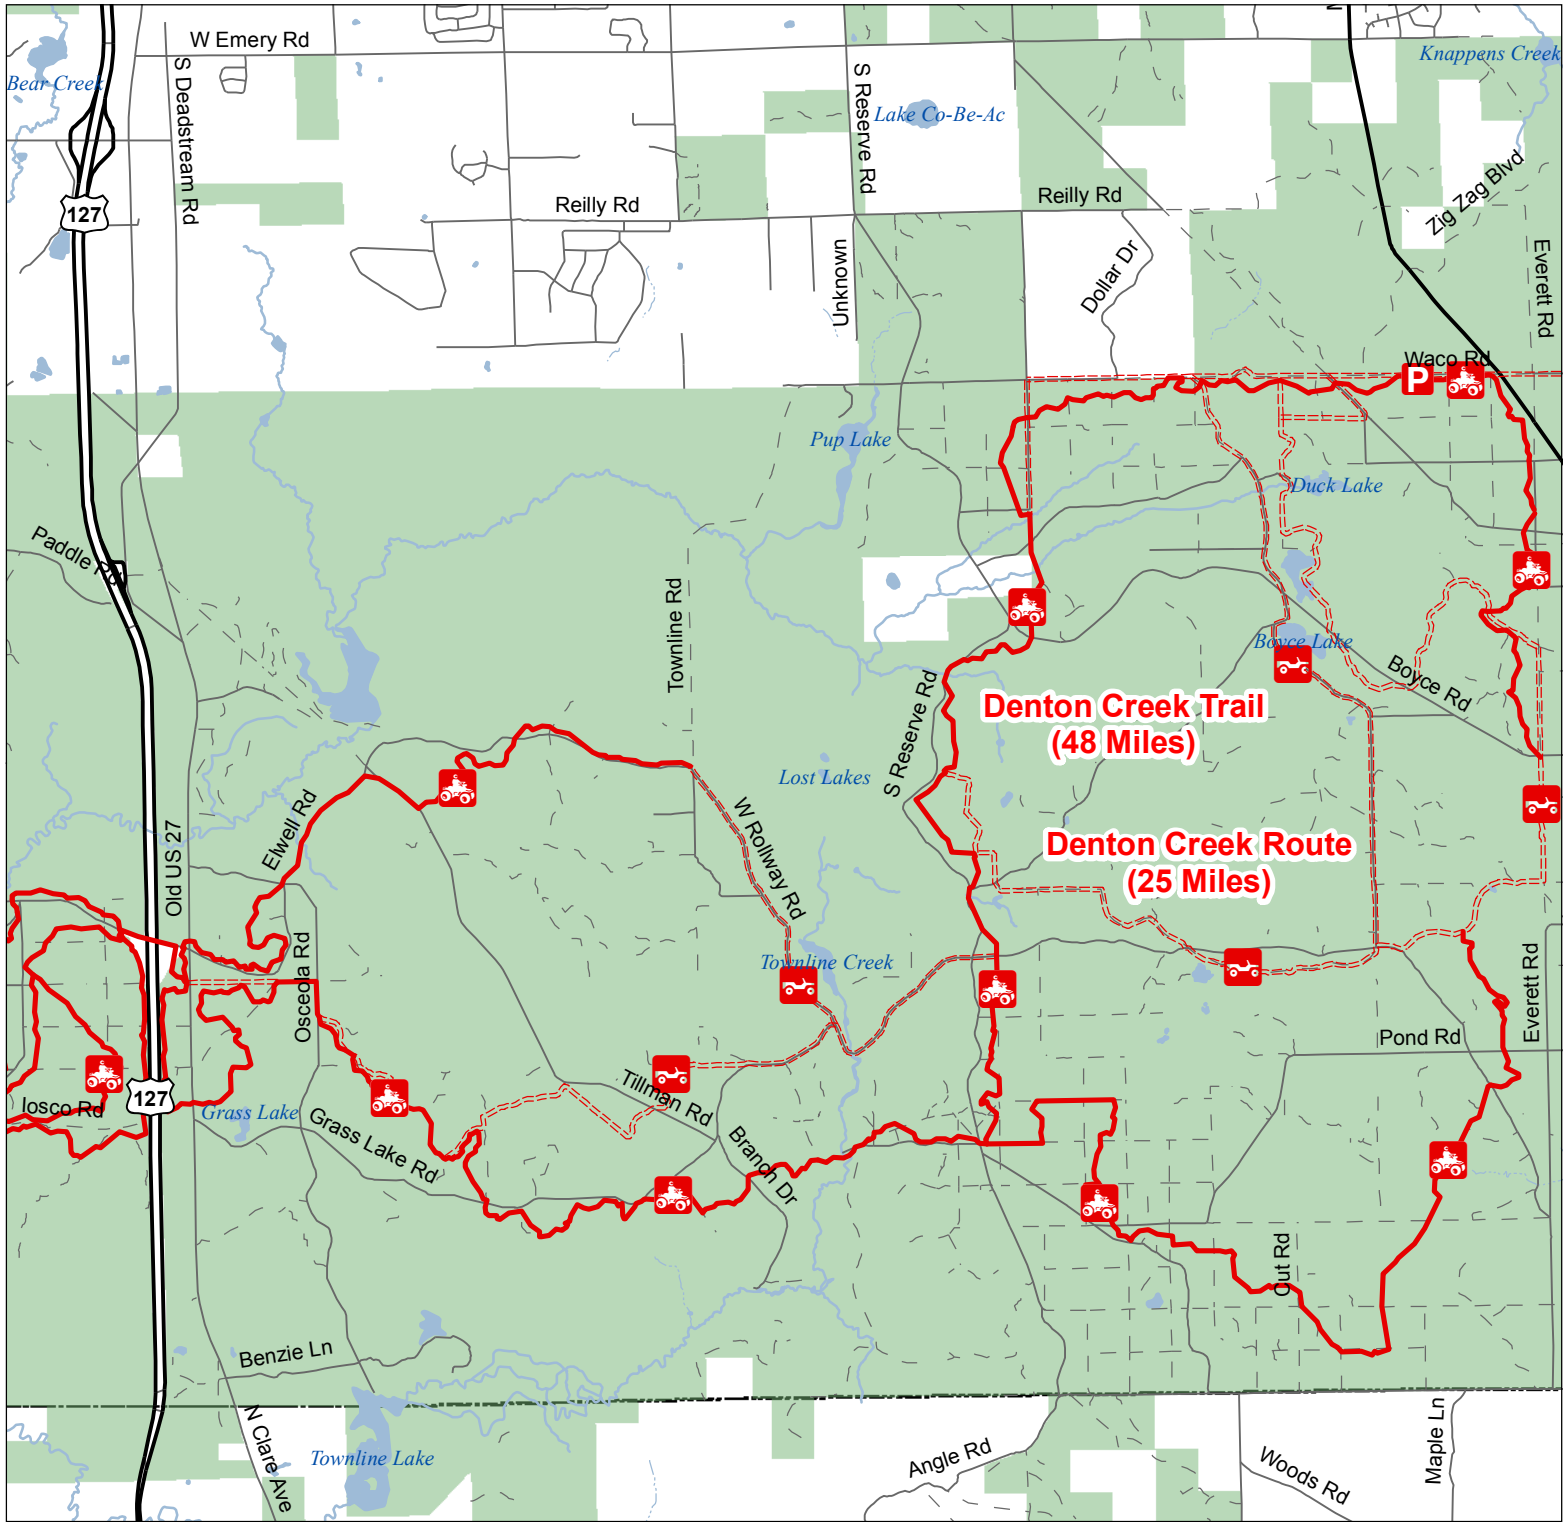 W Emery Rd
Bear Creek
S Deadstream Rd
127
S Reserve Rd
Lake Co-Be-Ac
Knappens Creek
Zig Zag Blvd
Reilly Rd
Reilly Rd
Unknown
Dollar Dr
Everett Rd
Waco Rd
P
Pup Lake
Duck Lake
Paddle Rd
Townline Rd
Boyce Lake
Boyce Rd
S Reserve Rd
Denton Creek Trail
(48 Miles)
Lost Lakes
Elwell Rd
Old US 27
W Rollway Rd
Denton Creek Route
(25 Miles)
Osceola Rd
Townline Creek
Everett Rd
Pond Rd
127
Iosco Rd
Grass Lake
Grass Lake Rd
Tillman Rd
Branch Dr
Cut Rd
Benzie Ln
N Clare Ave
Townline Lake
Angle Rd
Woods Rd
Maple Ln